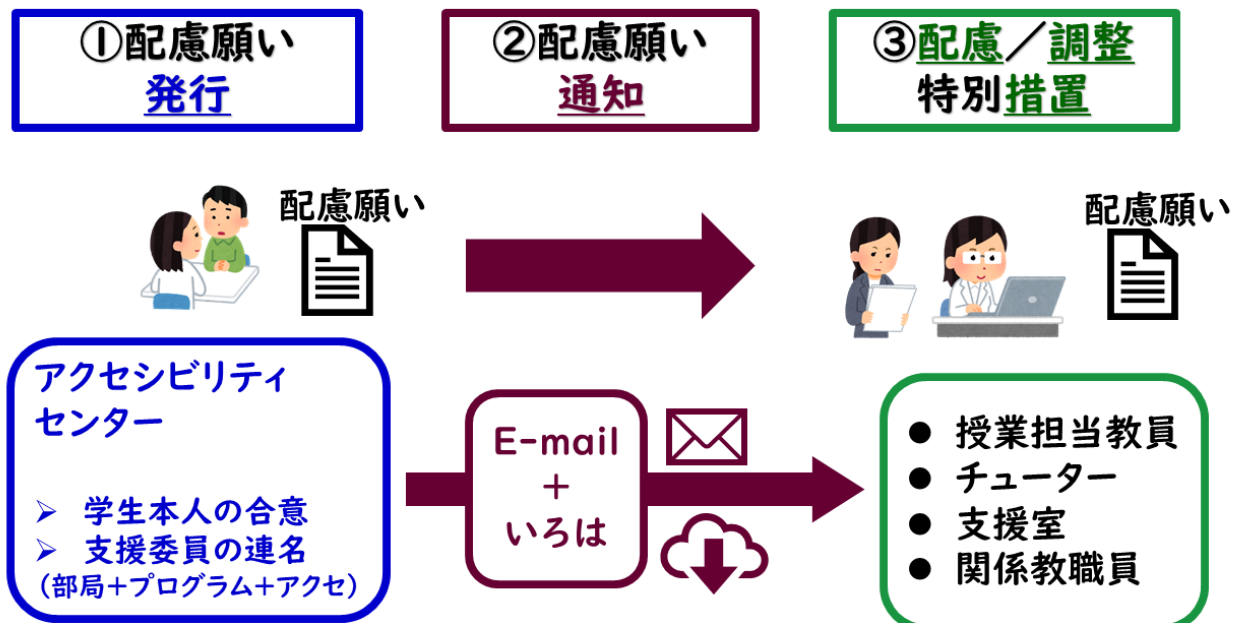 ①配慮願い
発行
②配慮願い
通知
③配慮／調整
特別措置
配慮願い
配慮願い
アクセシビリティ
センター
➢ 学生本人の合意
➢ 支援委員の連名
(部局+プログラム+アクセ)
E-mail
+
いろは
● 授業担当教員
● チューター
● 支援室
● 関係教職員